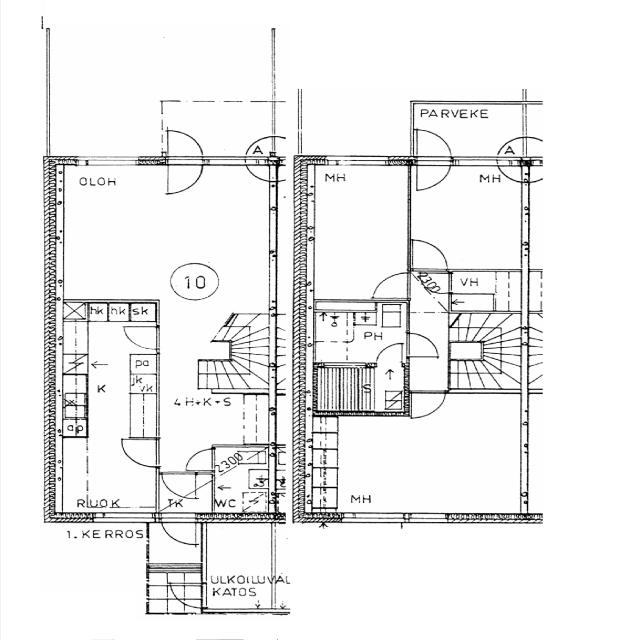 PARVEKE
A
A
OLOH
MH
MH
10
2300
VH
hk hk sk
PH
pa
jk
vk
K
S
4H+K+S
ap
2300
RUOK
TK
WC
MH
1. KERROS
ULKOILUVÄL
KATOS